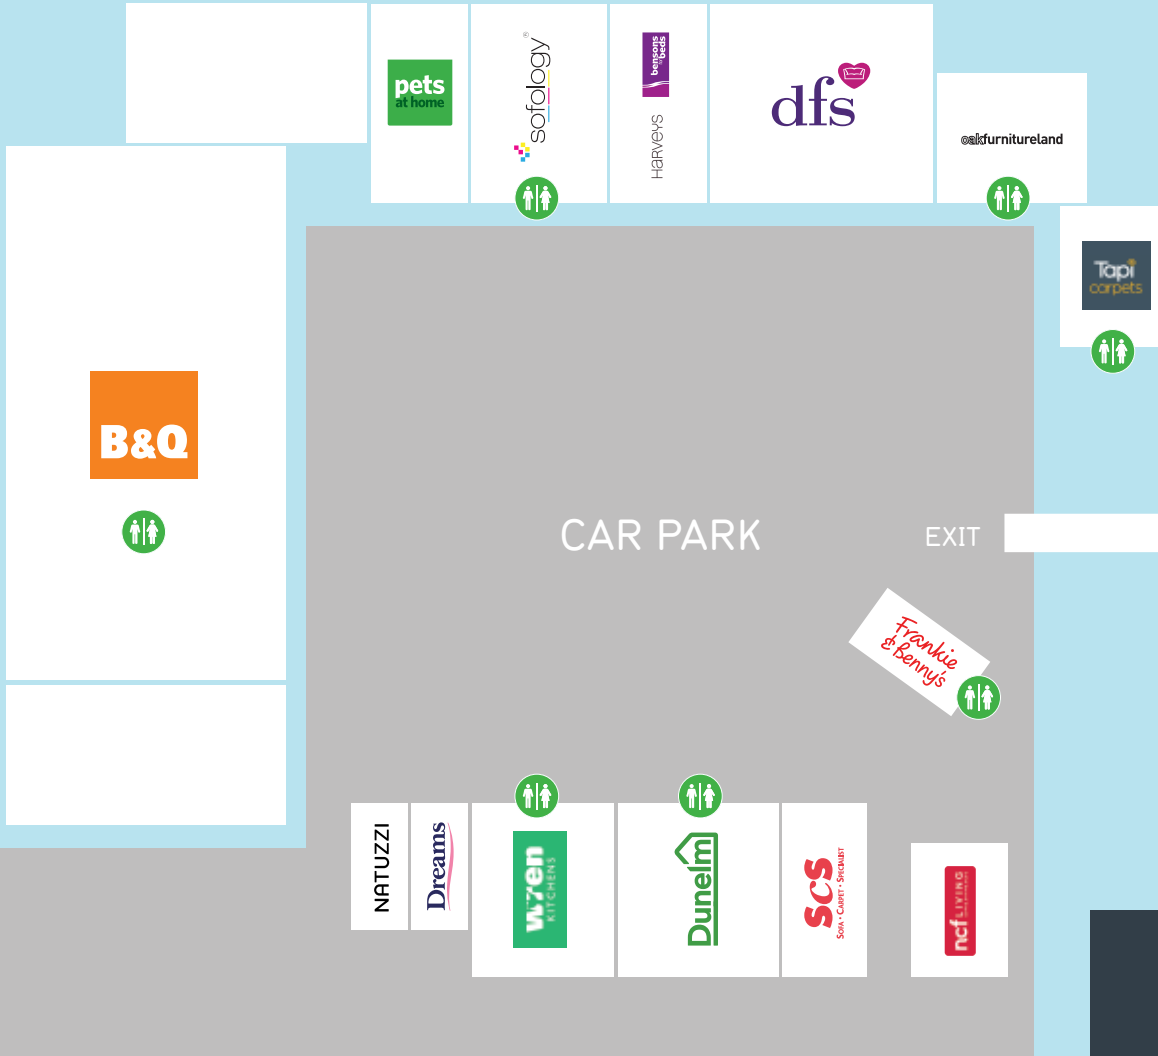 pets
at home
sofology
®
bensons
for
beds
HARVEYS
dfs
oakfurnitureland
Tapi
carpets
B&Q
CAR PARK
EXIT
Frankie
& Benny's
NATUZZI
Dreams
wren
KITCHENS
Dunelm
SCS
SOFA • CARPET • SPECIALIST
ncf LIVING